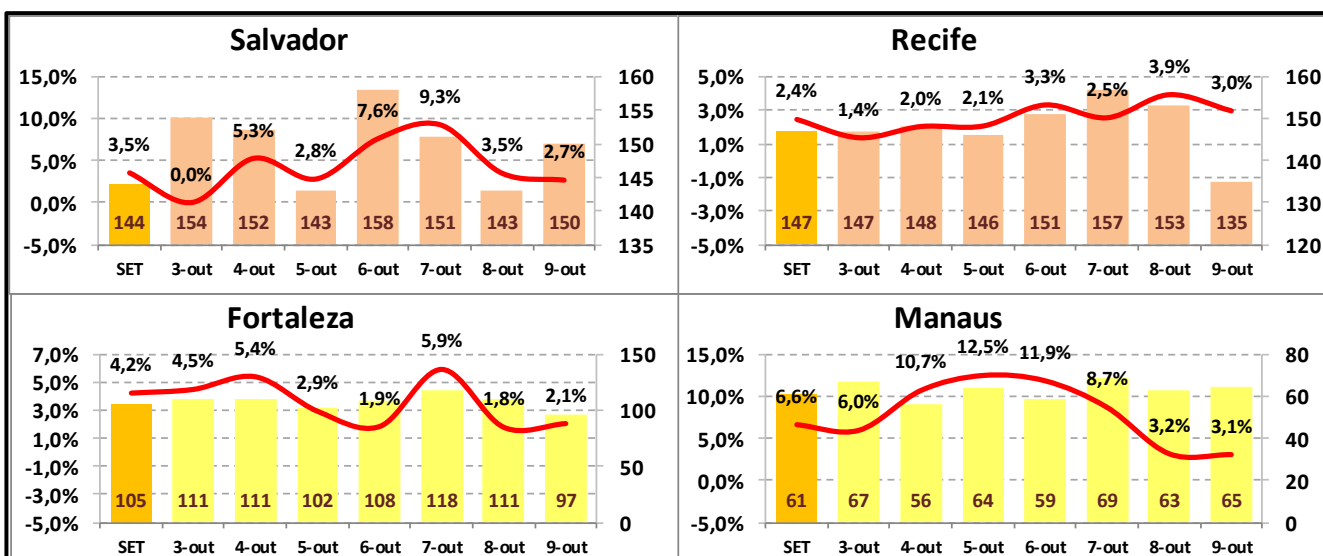 Salvador
15,0%
10,0%
5,0%
0,0%
-5,0%
3,5% 0,0% 5,3% 2,8% 7,6% 9,3% 3,5% 2,7%
144 154 152 143 158 151 143 150
160
155
150
145
140
135
SET 3-out 4-out 5-out 6-out 7-out 8-out 9-out
Recife
5,0%
3,0%
1,0%
-1,0%
-3,0%
-5,0%
2,4% 1,4% 2,0% 2,1% 3,3% 2,5% 3,9% 3,0%
147 147 148 146 151 157 153 135
160
150
140
130
120
SET 3-out 4-out 5-out 6-out 7-out 8-out 9-out
Fortaleza
7,0%
5,0%
3,0%
1,0%
-1,0%
-3,0%
-5,0%
4,2% 4,5% 5,4% 2,9% 1,9% 5,9% 1,8% 2,1%
105 111 111 102 108 118 111 97
150
100
50
0
SET 3-out 4-out 5-out 6-out 7-out 8-out 9-out
Manaus
15,0%
10,0%
5,0%
0,0%
-5,0%
6,6% 6,0% 10,7% 12,5% 11,9% 8,7% 3,2% 3,1%
61 67 56 64 59 69 63 65
80
60
40
20
0
SET 3-out 4-out 5-out 6-out 7-out 8-out 9-out